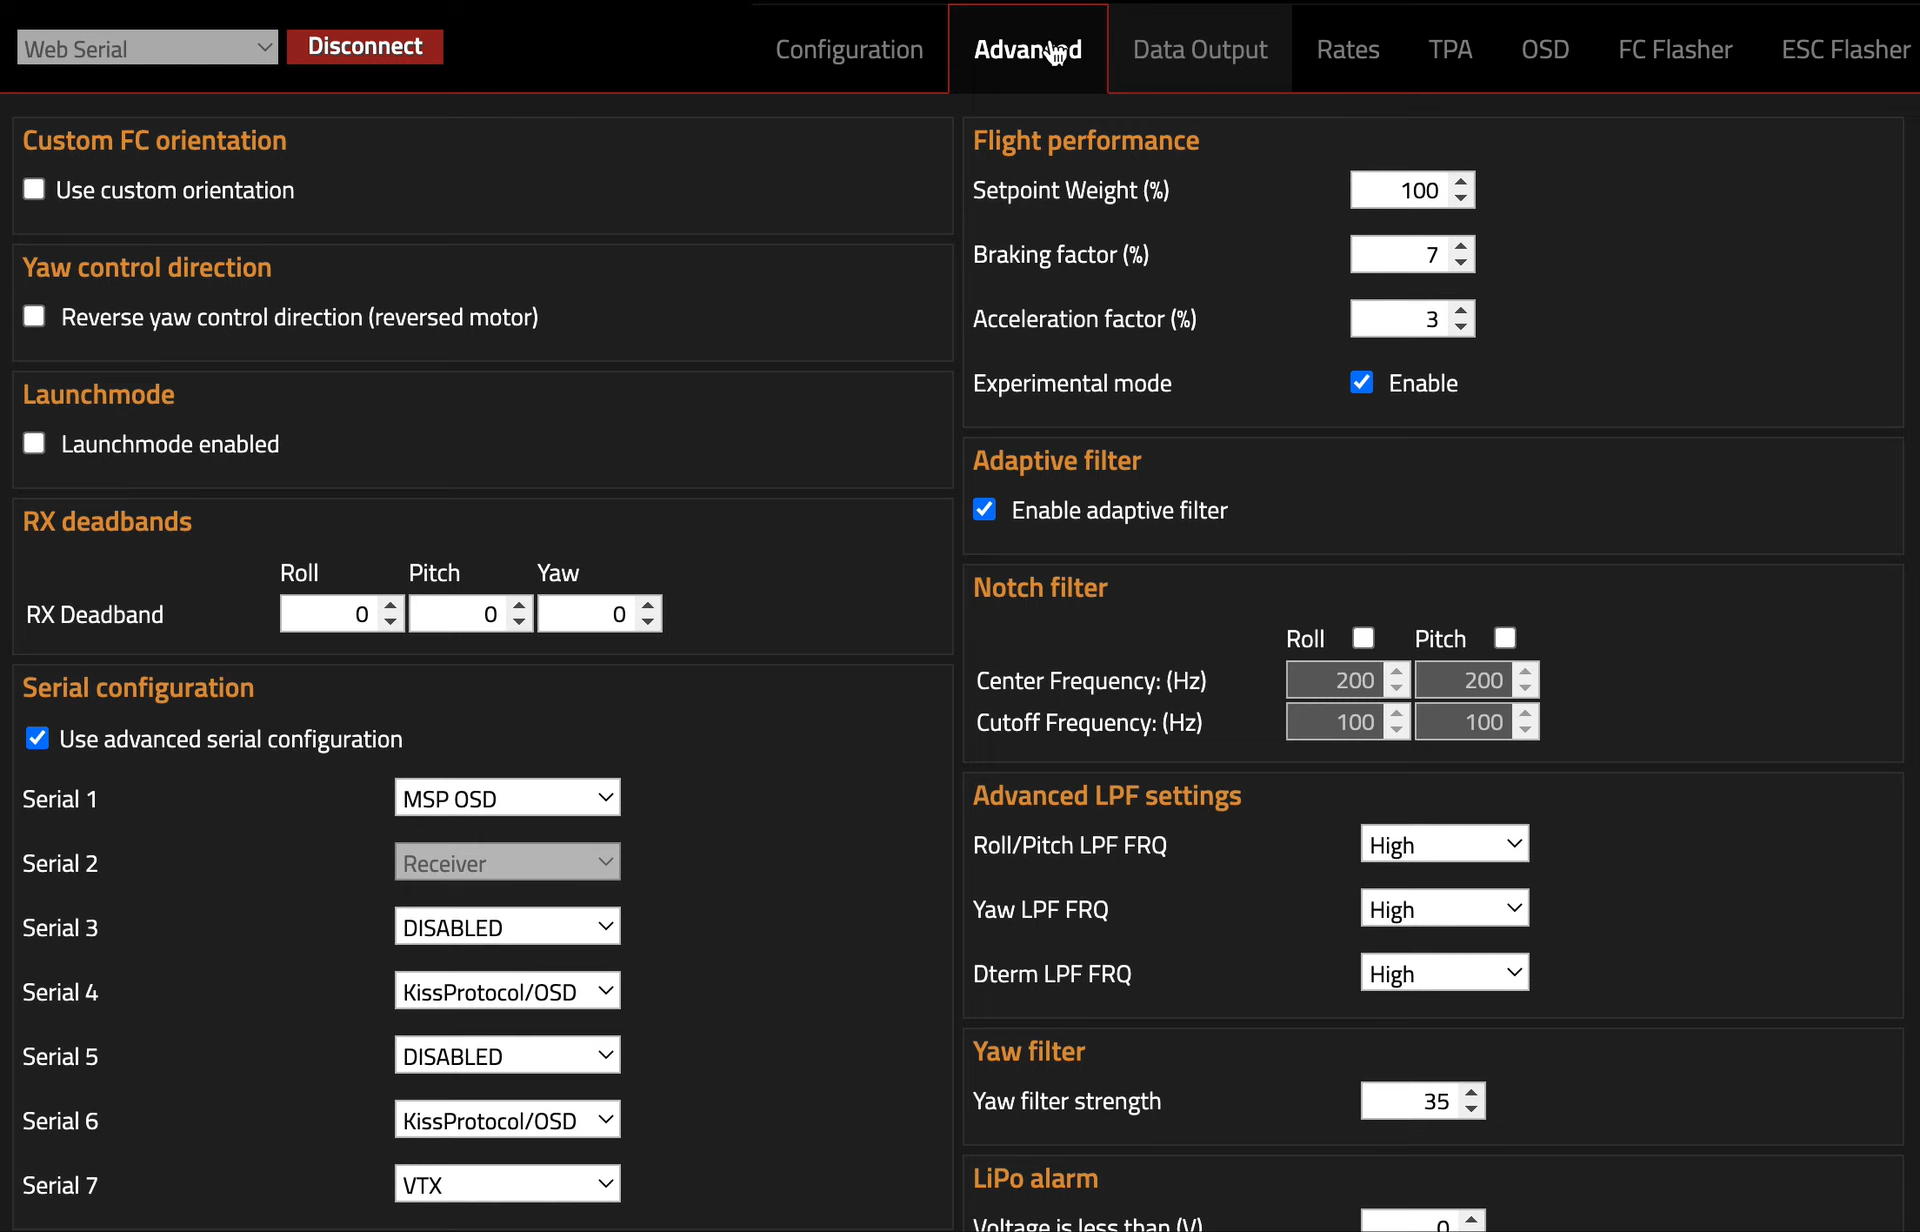 Web Serial
Disconnect
Configuration
Advanced
Data Output
Rates
TPA
OSD
FC Flasher
ESC Flasher
Custom FC orientation
Use custom orientation
Yaw control direction
Reverse yaw control direction (reversed motor)
Launchmode
Launchmode enabled
RX deadbands
Roll Pitch Yaw
RX Deadband 0 0 0
Serial configuration
Use advanced serial configuration
Serial 1 MSP OSD
Serial 2 Receiver
Serial 3 DISABLED
Serial 4 KissProtocol/OSD
Serial 5 DISABLED
Serial 6 KissProtocol/OSD
Serial 7 VTX
Flight performance
Setpoint Weight (%) 100
Braking factor (%) 7
Acceleration factor (%) 3
Experimental mode Enable
Adaptive filter
Enable adaptive filter
Notch filter
Roll Pitch
Center Frequency: (Hz) 200 200
Cutoff Frequency: (Hz) 100 100
Advanced LPF settings
Roll/Pitch LPF FRQ High
Yaw LPF FRQ High
Dterm LPF FRQ High
Yaw filter
Yaw filter strength 35
LiPo alarm
Voltage is less than (V) 0